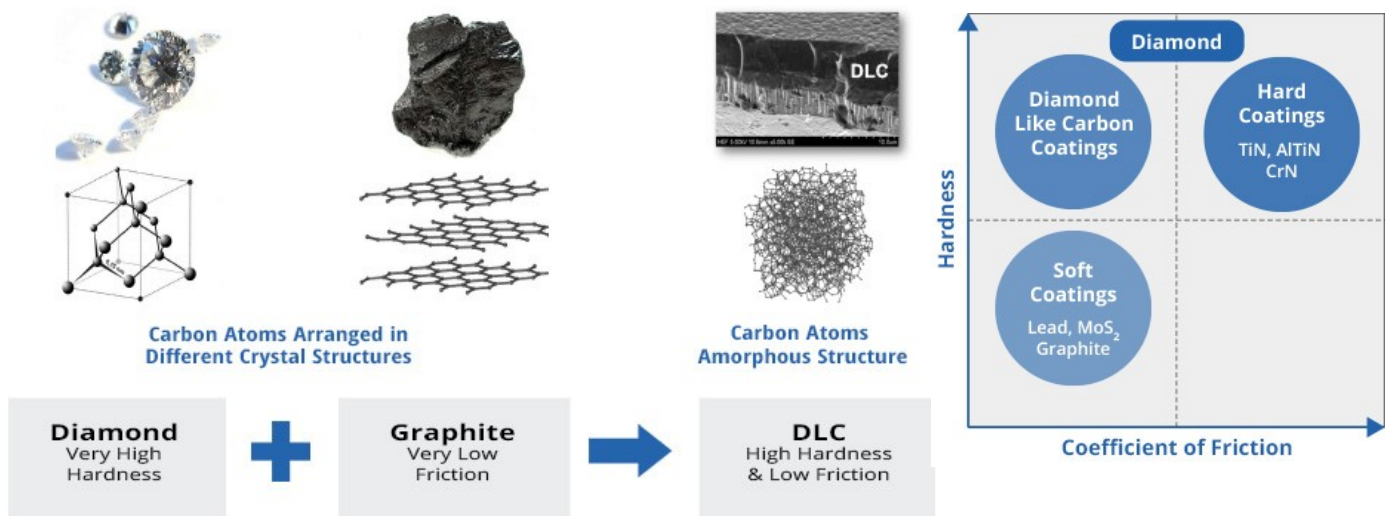 DLC
Carbon Atoms Arranged in
Different Crystal Structures
Carbon Atoms
Amorphous Structure
Diamond
Very High
Hardness
Graphite
Very Low
Friction
DLC
High Hardness
& Low Friction
Hardness
Diamond
Diamond
Like Carbon
Coatings
Hard
Coatings
TiN, AlTiN
CrN
Soft
Coatings
Lead, MoS₂
Graphite
Coefficient of Friction